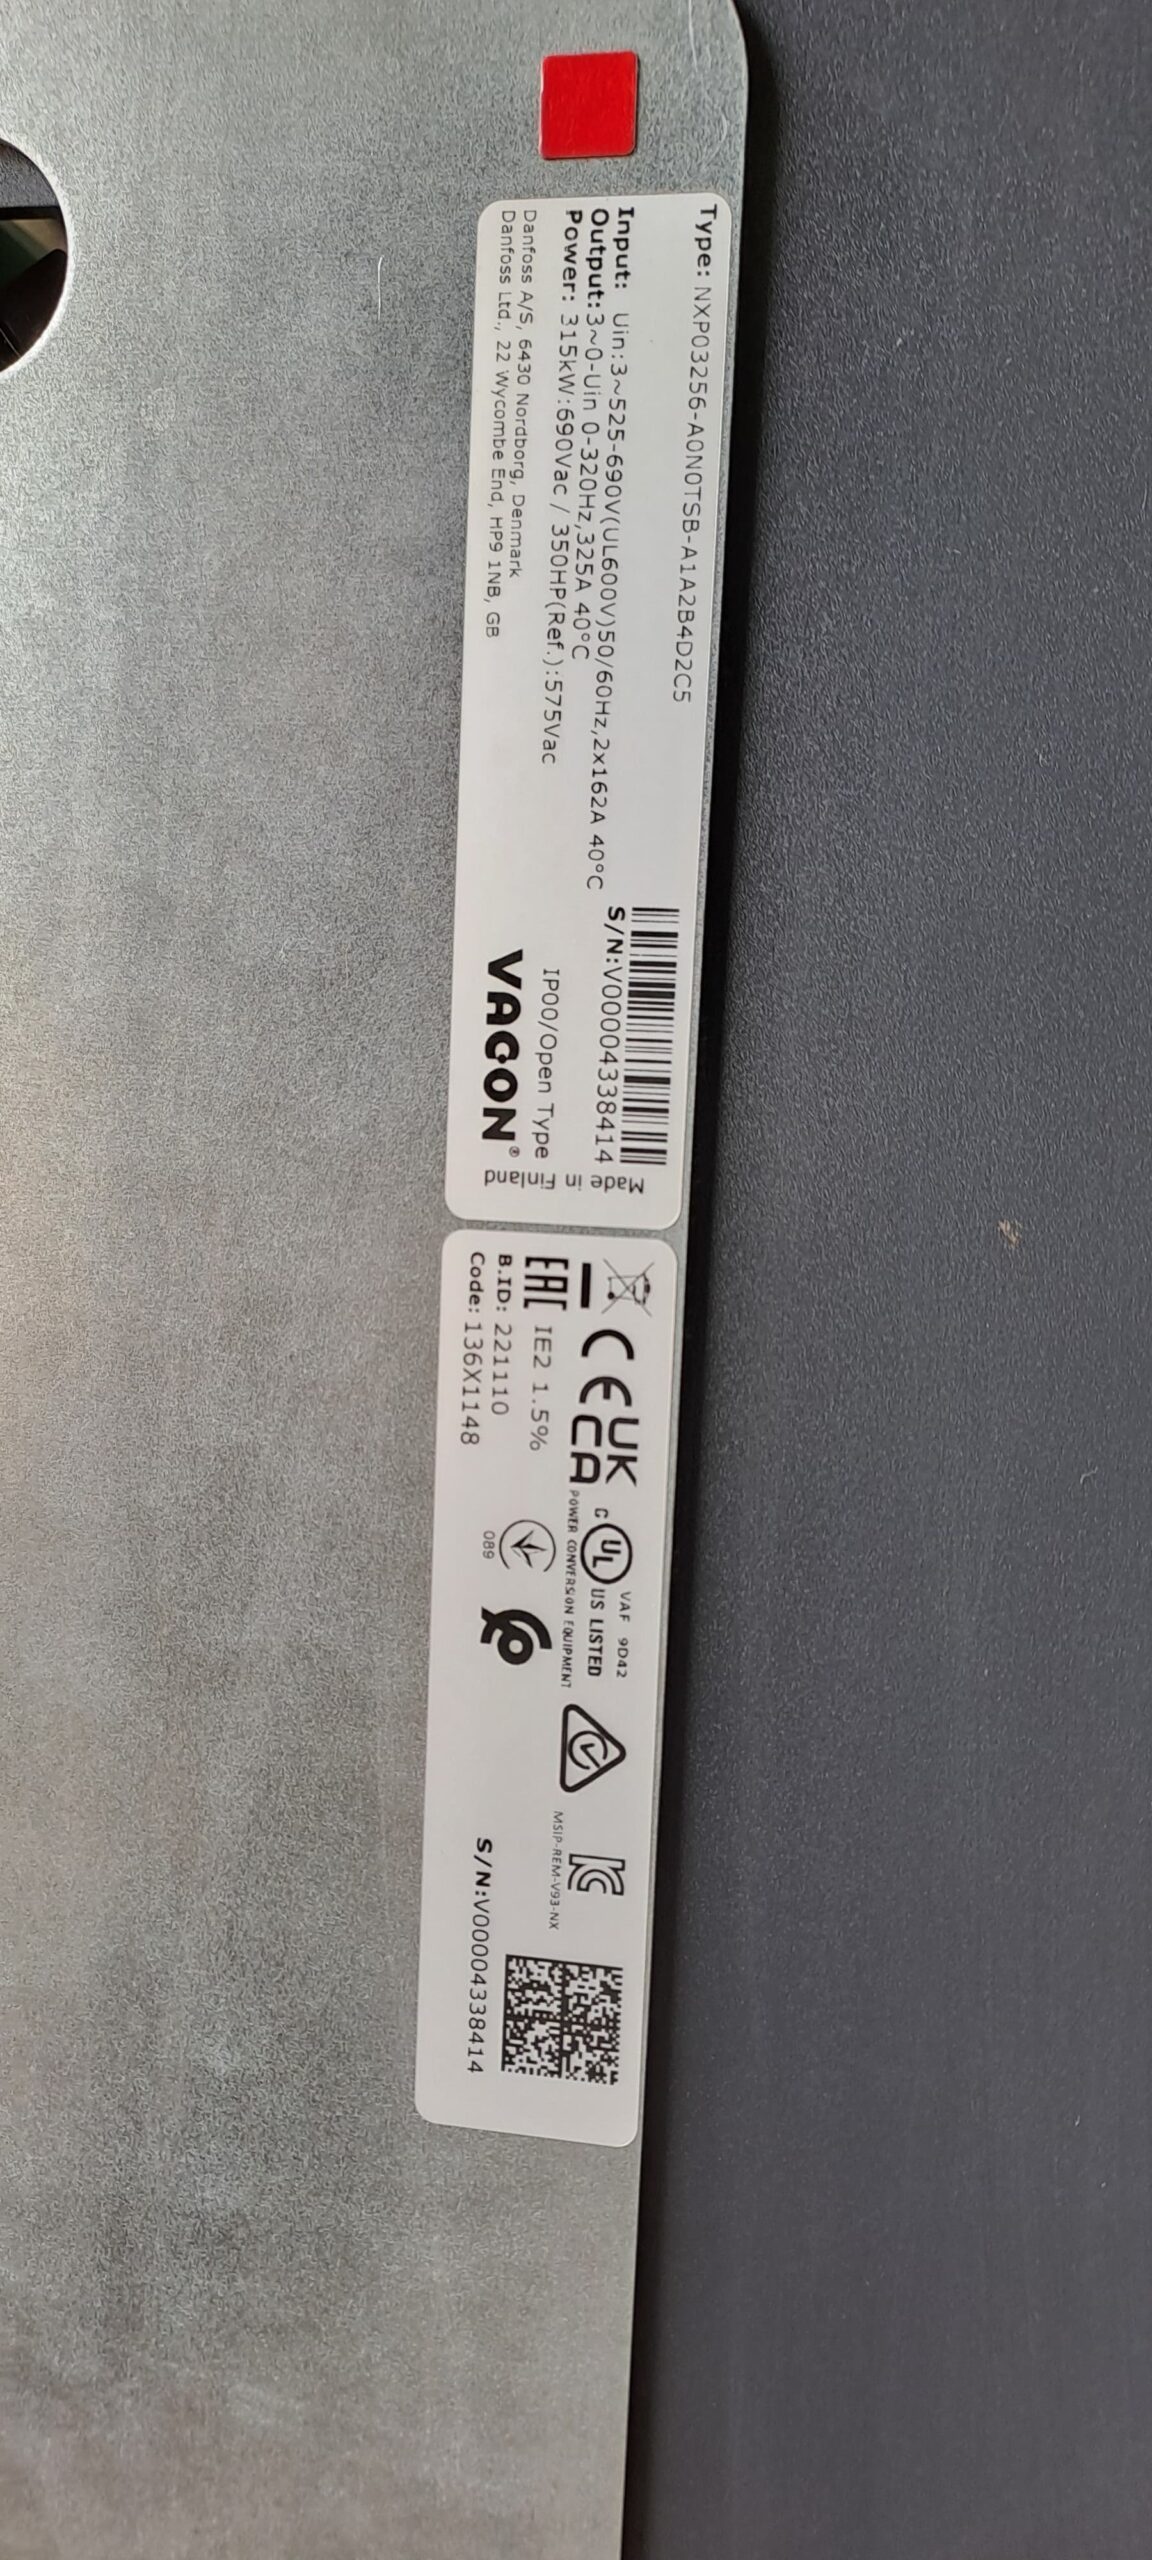 Type: NXP03256-A0N0TSB-A1A2B4D2C5
S/N:V00004338414
Input: Uin:3~525-690V(UL600V)50/60Hz,2x162A 40°C
Output:3~0-Uin 0-320Hz,325A 40°C
Power: 315kW:690Vac / 350HP(Ref.):575Vac
IP00/Open Type
Danfoss A/S, 6430 Nordborg, Denmark
Danfoss Ltd., 22 Wycombe End, HP9 1NB, GB
VACON®
Made
in
Finland
CE
UK
CA
VAF 9D42
C UL US LISTED
POWER CONVERSION EQUIPMENT
MSIP-REM-V93-NX
EAC IE2 1.5%
B.ID: 221110
Code: 136X1148
089
S/N:V00004338414